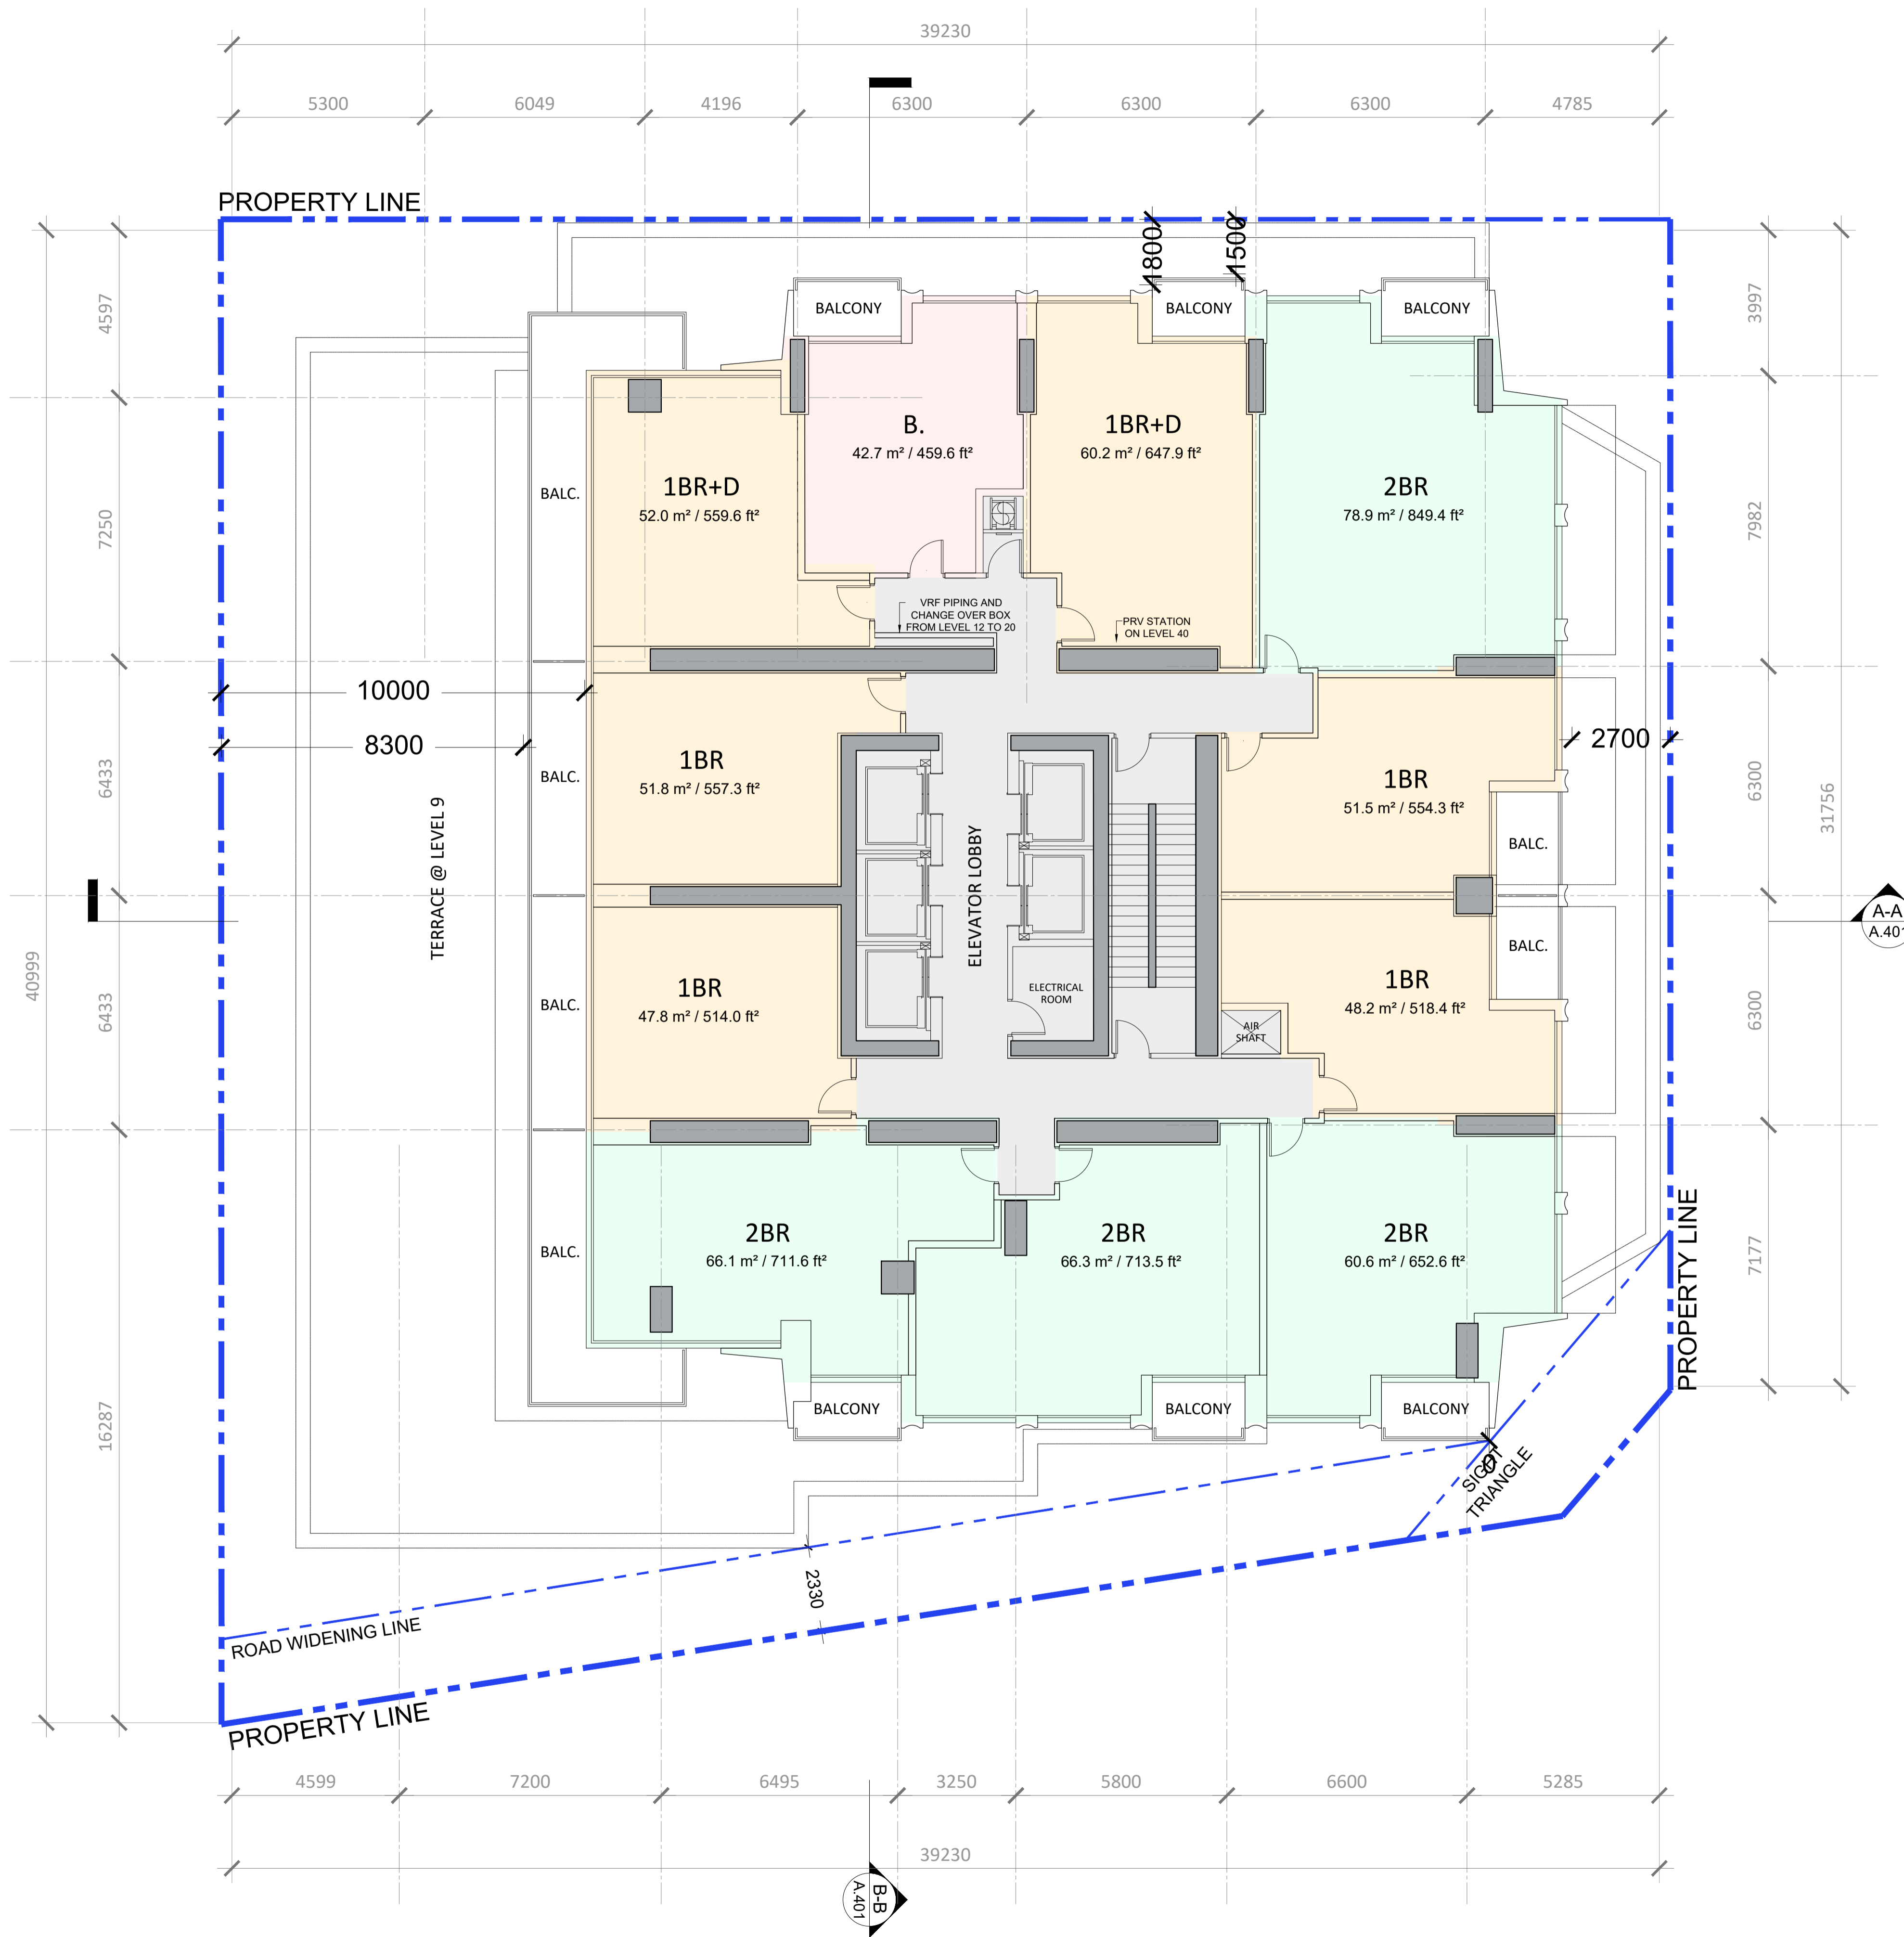 39230
5300
6049
4196
6300
6300
6300
4785
PROPERTY LINE
1800
1500
BALCONY
BALCONY
BALCONY
4597
3997
B.
42.7 m² / 459.6 ft²
1BR+D
60.2 m² / 647.9 ft²
1BR+D
52.0 m² / 559.6 ft²
2BR
78.9 m² / 849.4 ft²
BALC.
7250
7982
VRF PIPING AND
CHANGE OVER BOX
FROM LEVEL 12 TO 20
PRV STATION
ON LEVEL 40
10000
8300
2700
1BR
51.8 m² / 557.3 ft²
1BR
51.5 m² / 554.3 ft²
BALC.
BALC.
6433
6300
31756
TERRACE @ LEVEL 9
ELEVATOR LOBBY
A-A
A.401
40999
1BR
47.8 m² / 514.0 ft²
1BR
48.2 m² / 518.4 ft²
BALC.
BALC.
ELECTRICAL
ROOM
AIR
SHAFT
6433
6300
2BR
66.1 m² / 711.6 ft²
2BR
66.3 m² / 713.5 ft²
2BR
60.6 m² / 652.6 ft²
BALC.
7177
PROPERTY LINE
16287
BALCONY
BALCONY
BALCONY
0
SIGHT
TRIANGLE
2330
ROAD WIDENING LINE
PROPERTY LINE
4599
7200
6495
3250
5800
6600
5285
39230
B-B
A.401